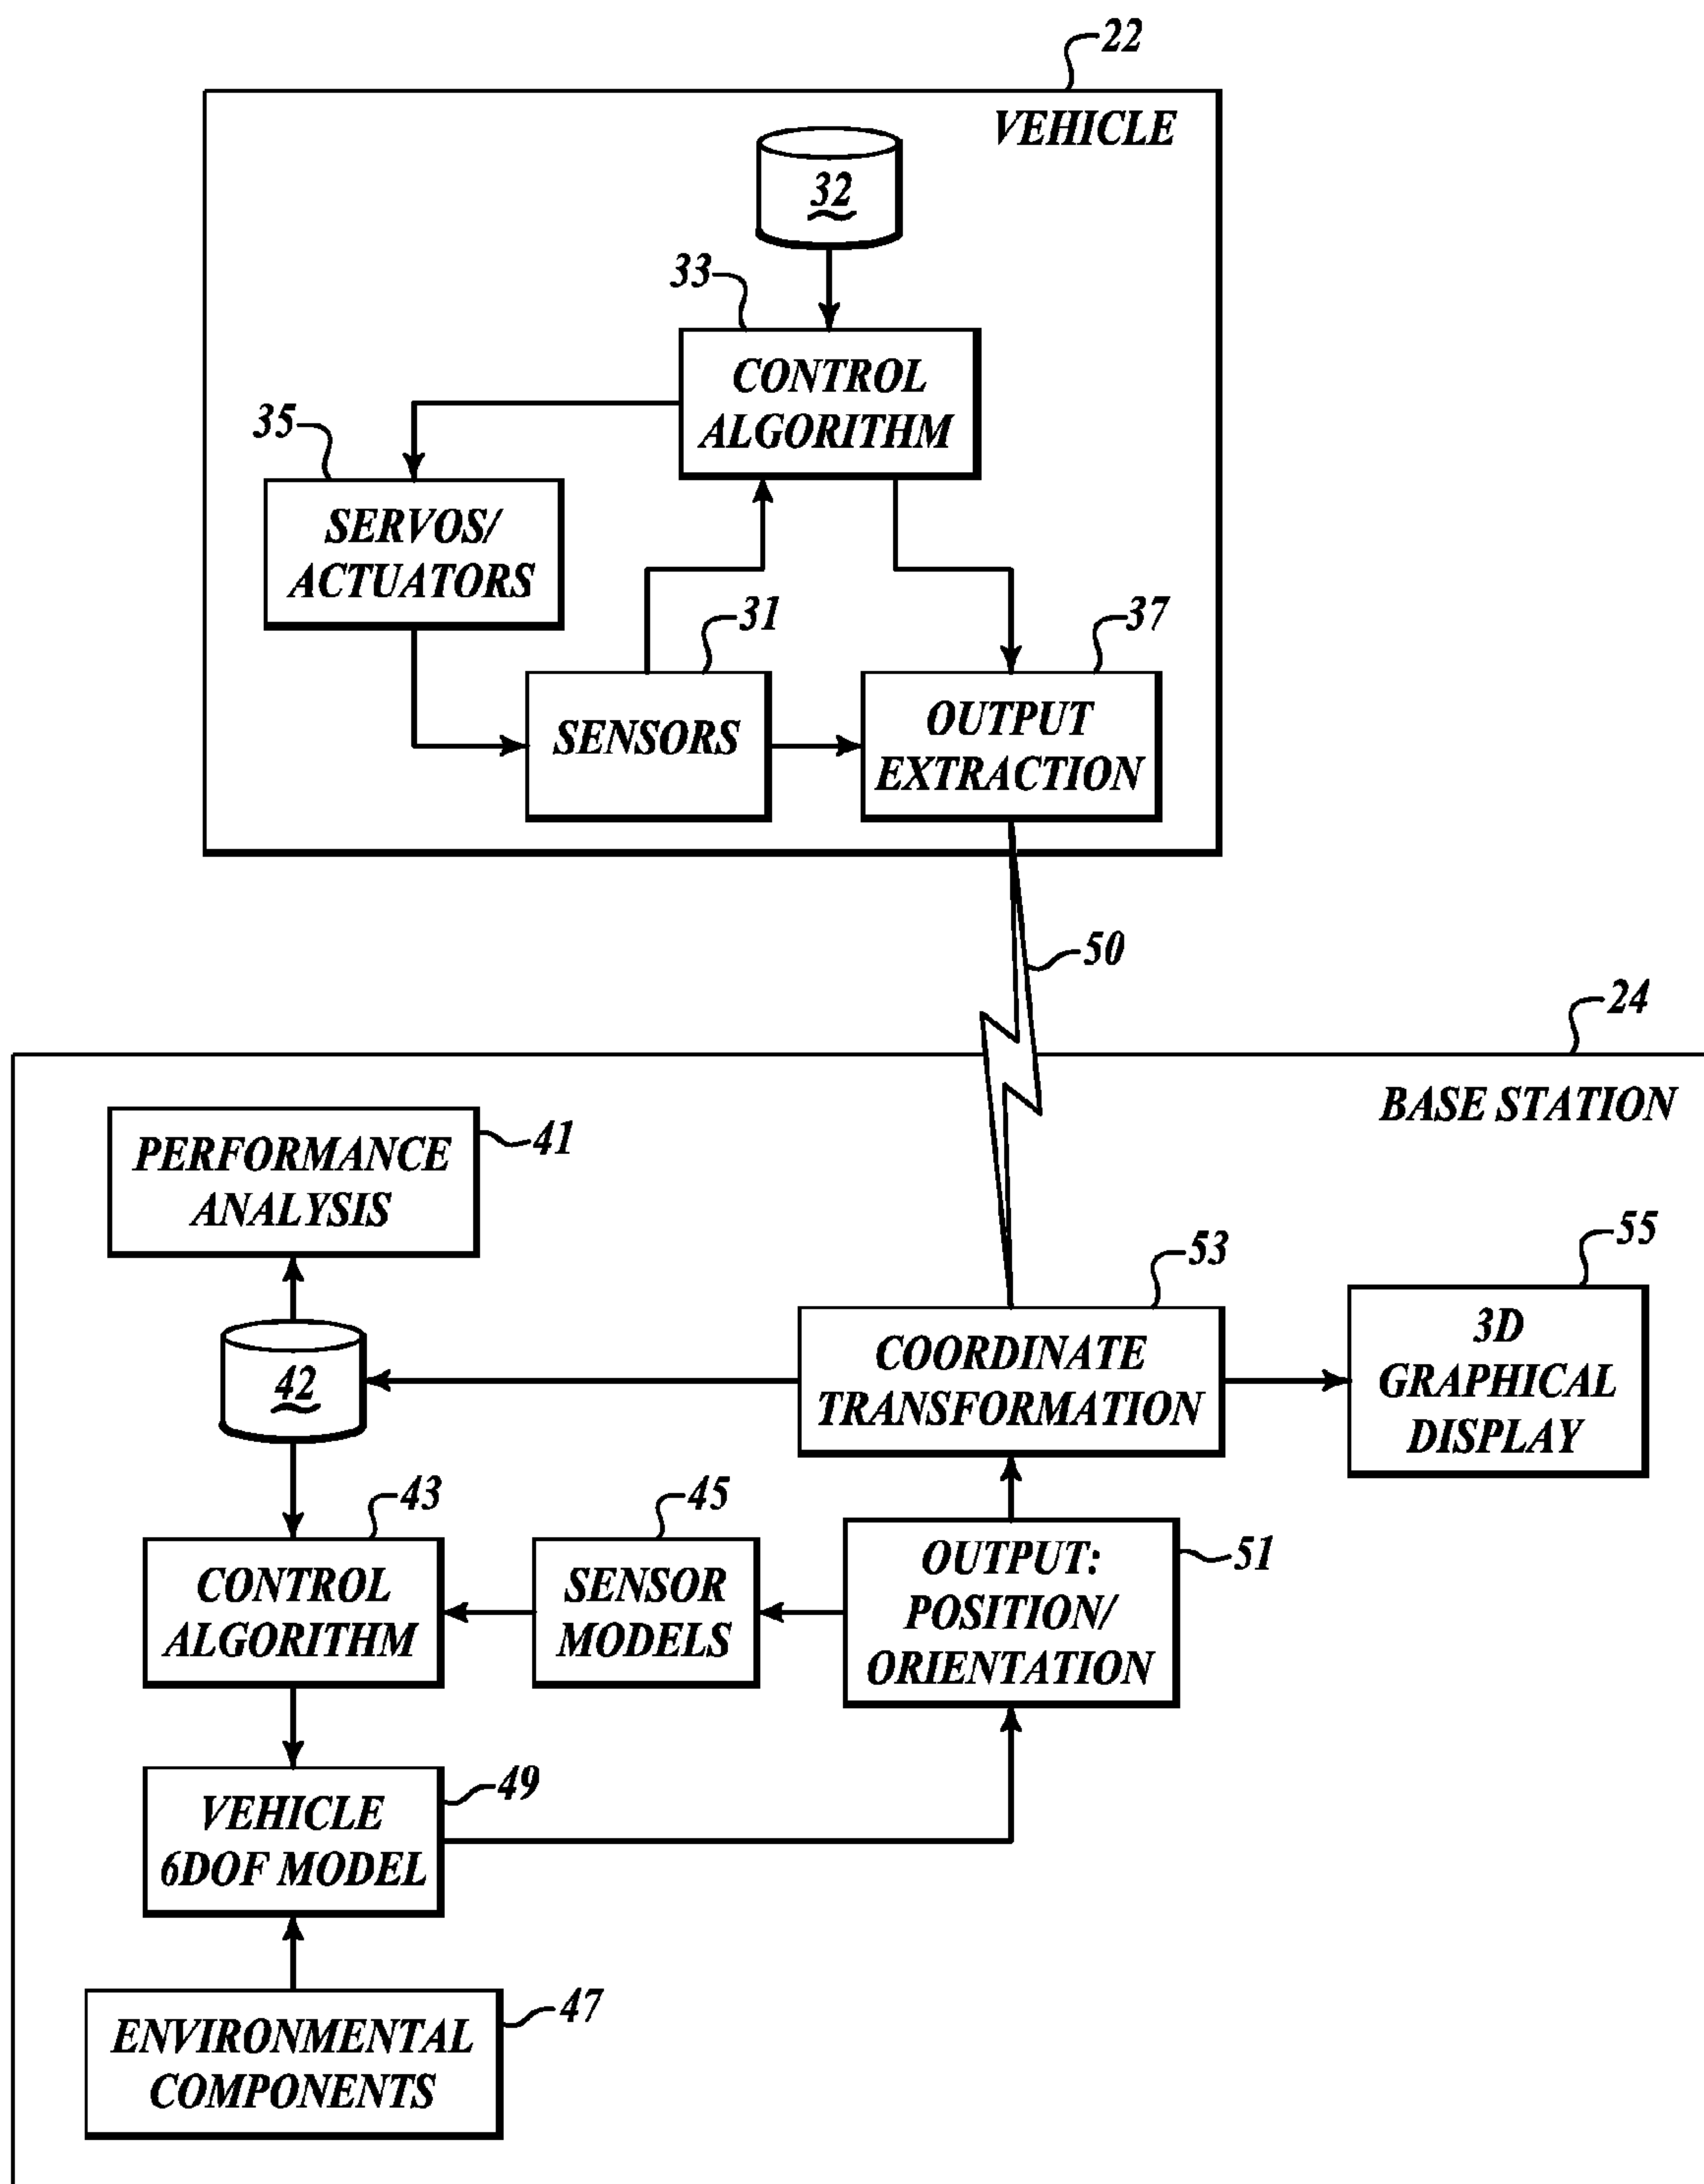 22
VEHICLE
32
33
CONTROL
ALGORITHM
35
SERVOS/
ACTUATORS
31
SENSORS
37
OUTPUT
EXTRACTION
50
24
BASE STATION
PERFORMANCE
ANALYSIS
41
42
53
COORDINATE
TRANSFORMATION
55
3D
GRAPHICAL
DISPLAY
43
CONTROL
ALGORITHM
45
SENSOR
MODELS
OUTPUT:
POSITION/
ORIENTATION
51
VEHICLE
6DOF MODEL
49
ENVIRONMENTAL
COMPONENTS
47